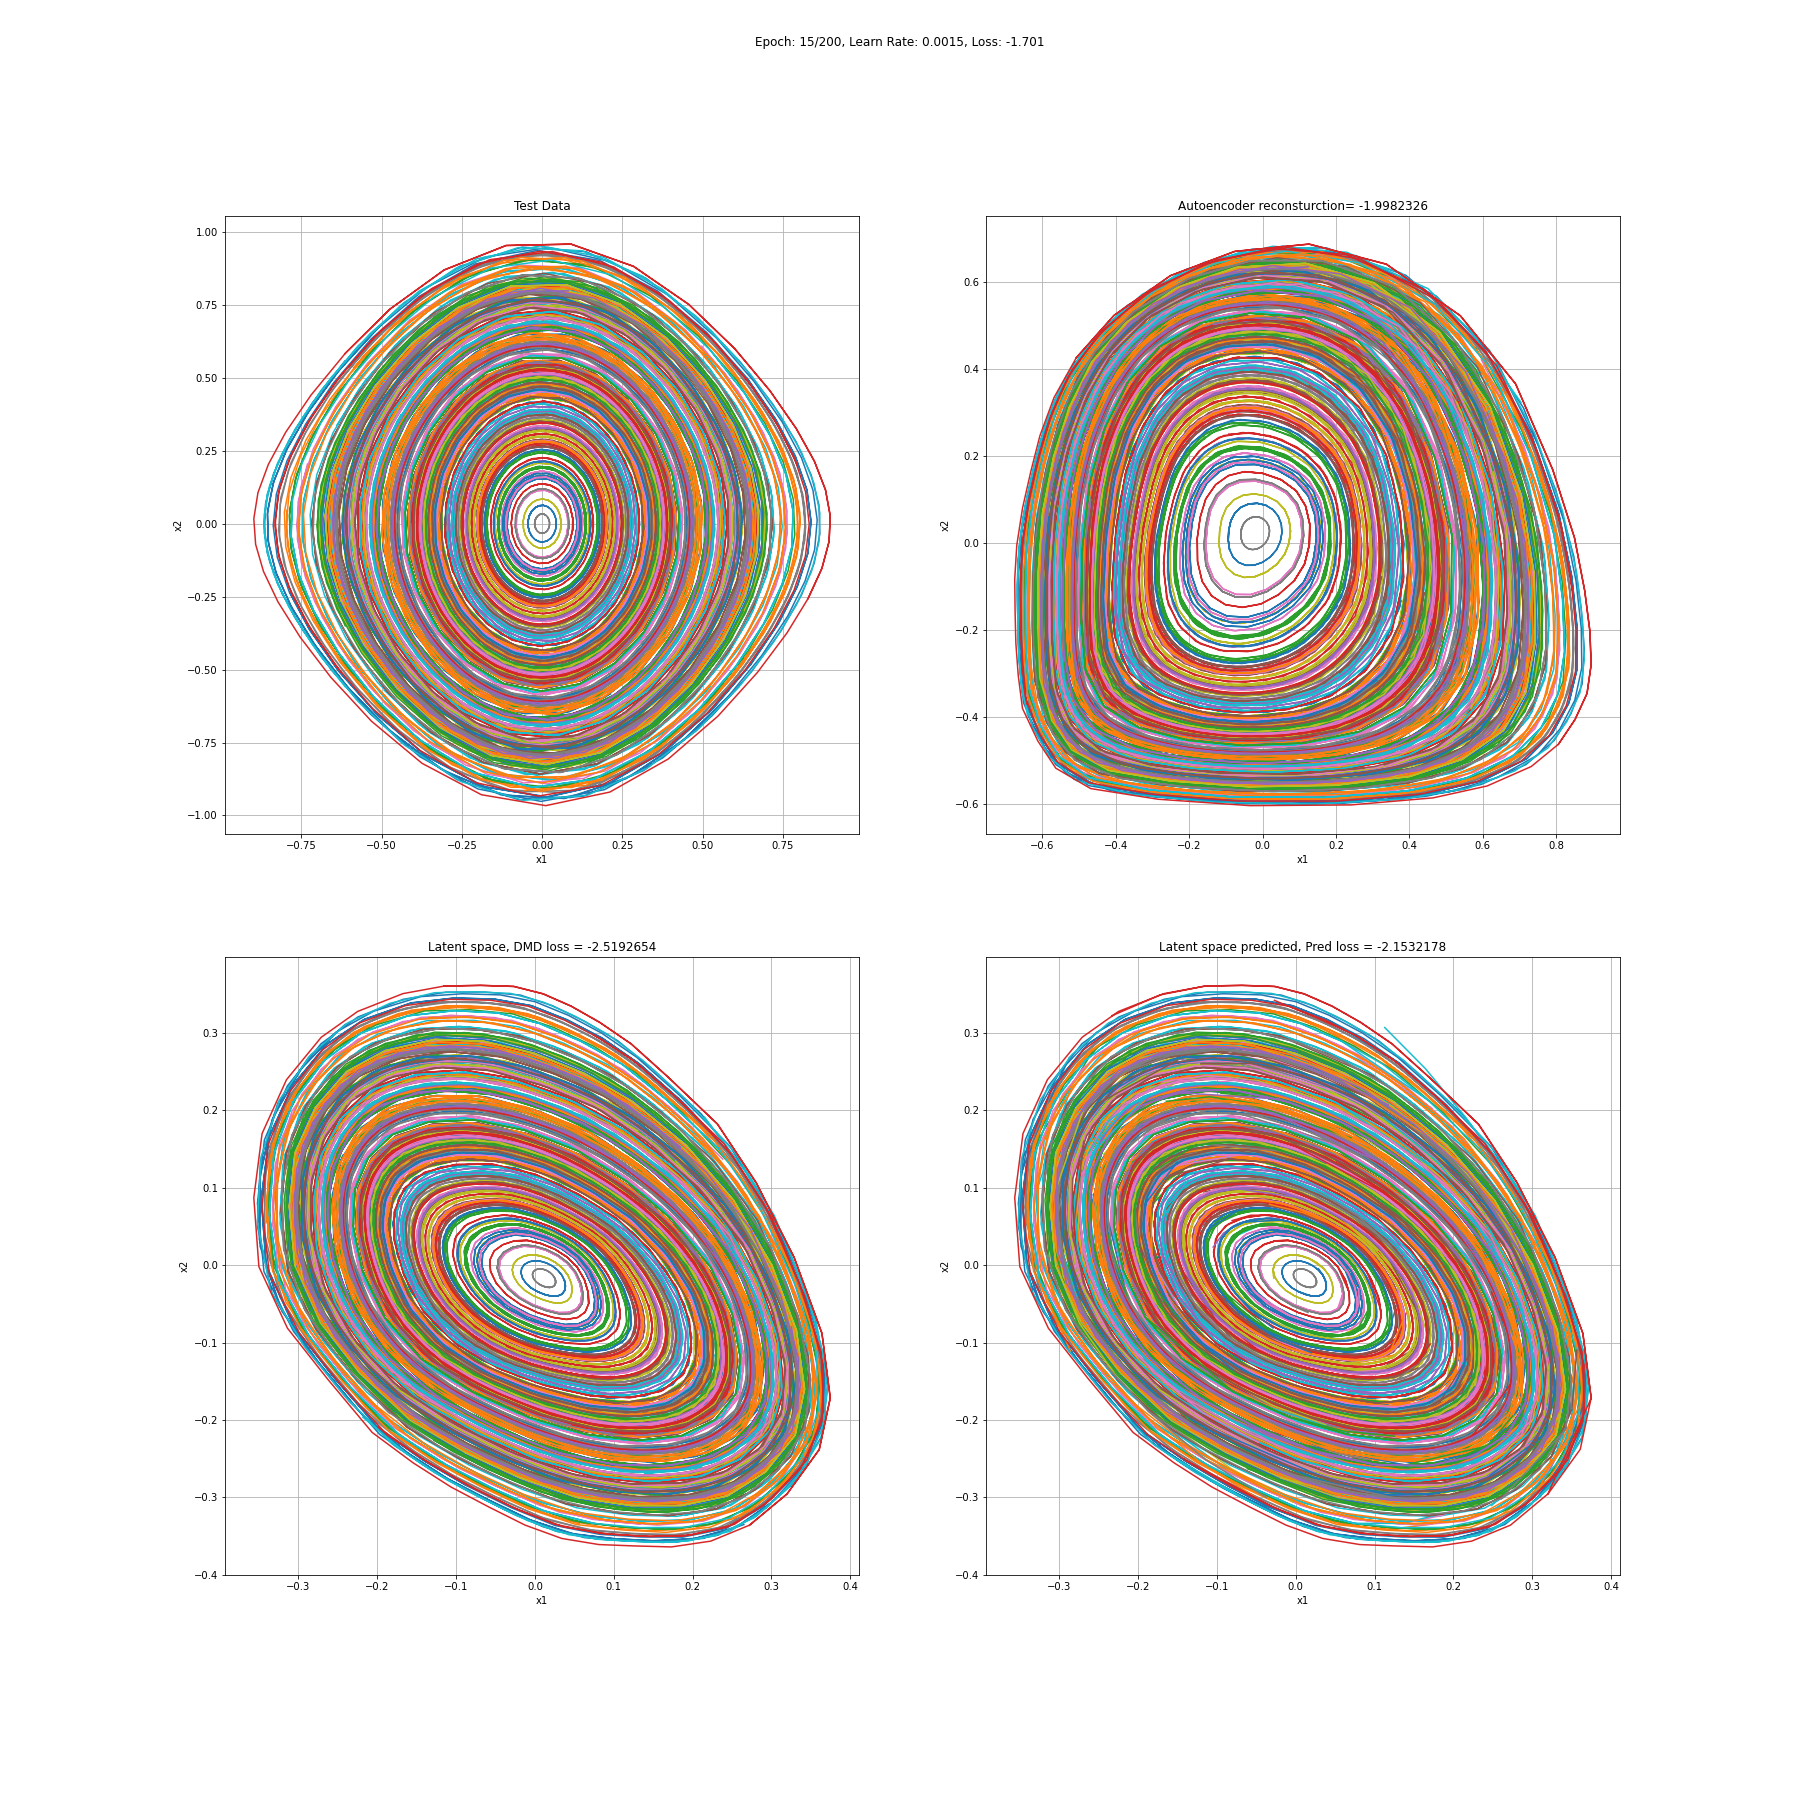 Epoch: 15/200, Learn Rate: 0.0015, Loss: -1.701
Test Data
1.00
0.75
0.50
0.25
0.00
−0.25
−0.50
−0.75
−1.00
x2
−0.75 −0.50 −0.25 0.00 0.25 0.50 0.75
x1
Autoencoder reconsturction= -1.9982326
0.6
0.4
0.2
0.0
−0.2
−0.4
−0.6
x2
−0.6 −0.4 −0.2 0.0 0.2 0.4 0.6 0.8
x1
Latent space, DMD loss = -2.5192654
0.3
0.2
0.1
0.0
−0.1
−0.2
−0.3
−0.4
x2
−0.3 −0.2 −0.1 0.0 0.1 0.2 0.3 0.4
x1
Latent space predicted, Pred loss = -2.1532178
0.3
0.2
0.1
0.0
−0.1
−0.2
−0.3
−0.4
x2
−0.3 −0.2 −0.1 0.0 0.1 0.2 0.3 0.4
x1